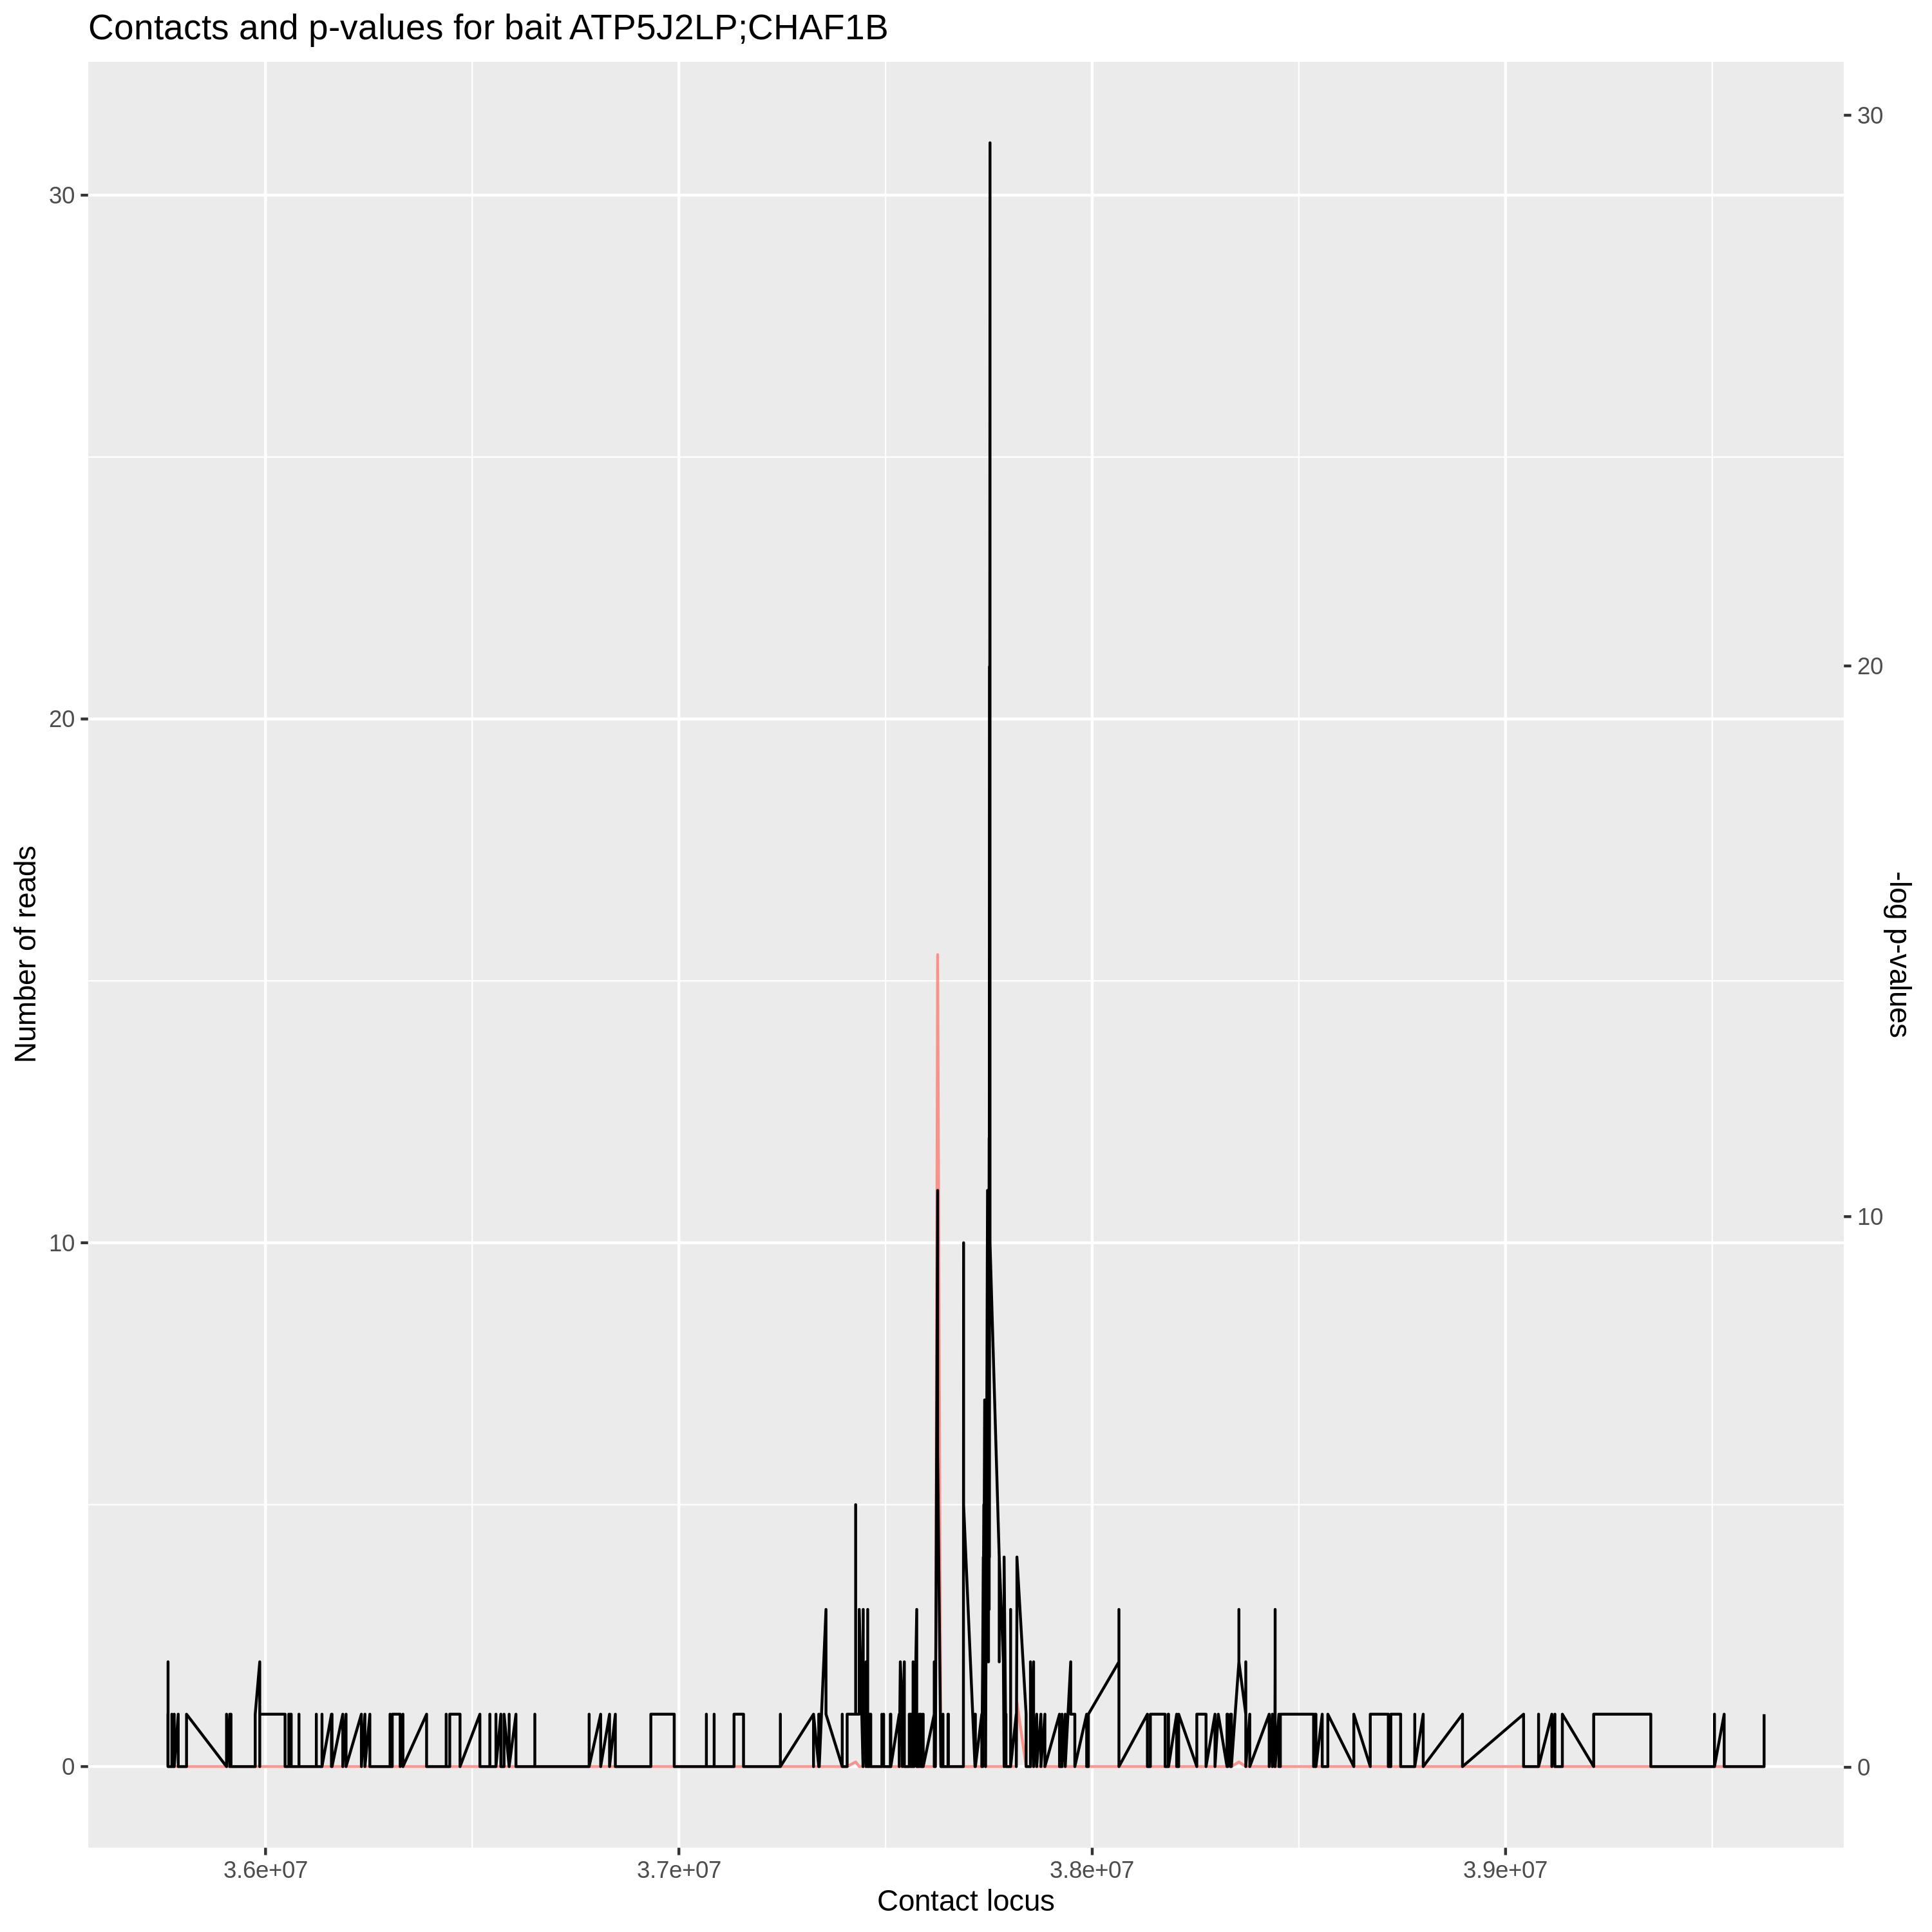 Contacts and p-values for bait ATP5J2LP;CHAF1B
30
20
10
0
Number of reads
30
20
10
0
-log p-values
3.6e+07 3.7e+07 3.8e+07 3.9e+07
Contact locus